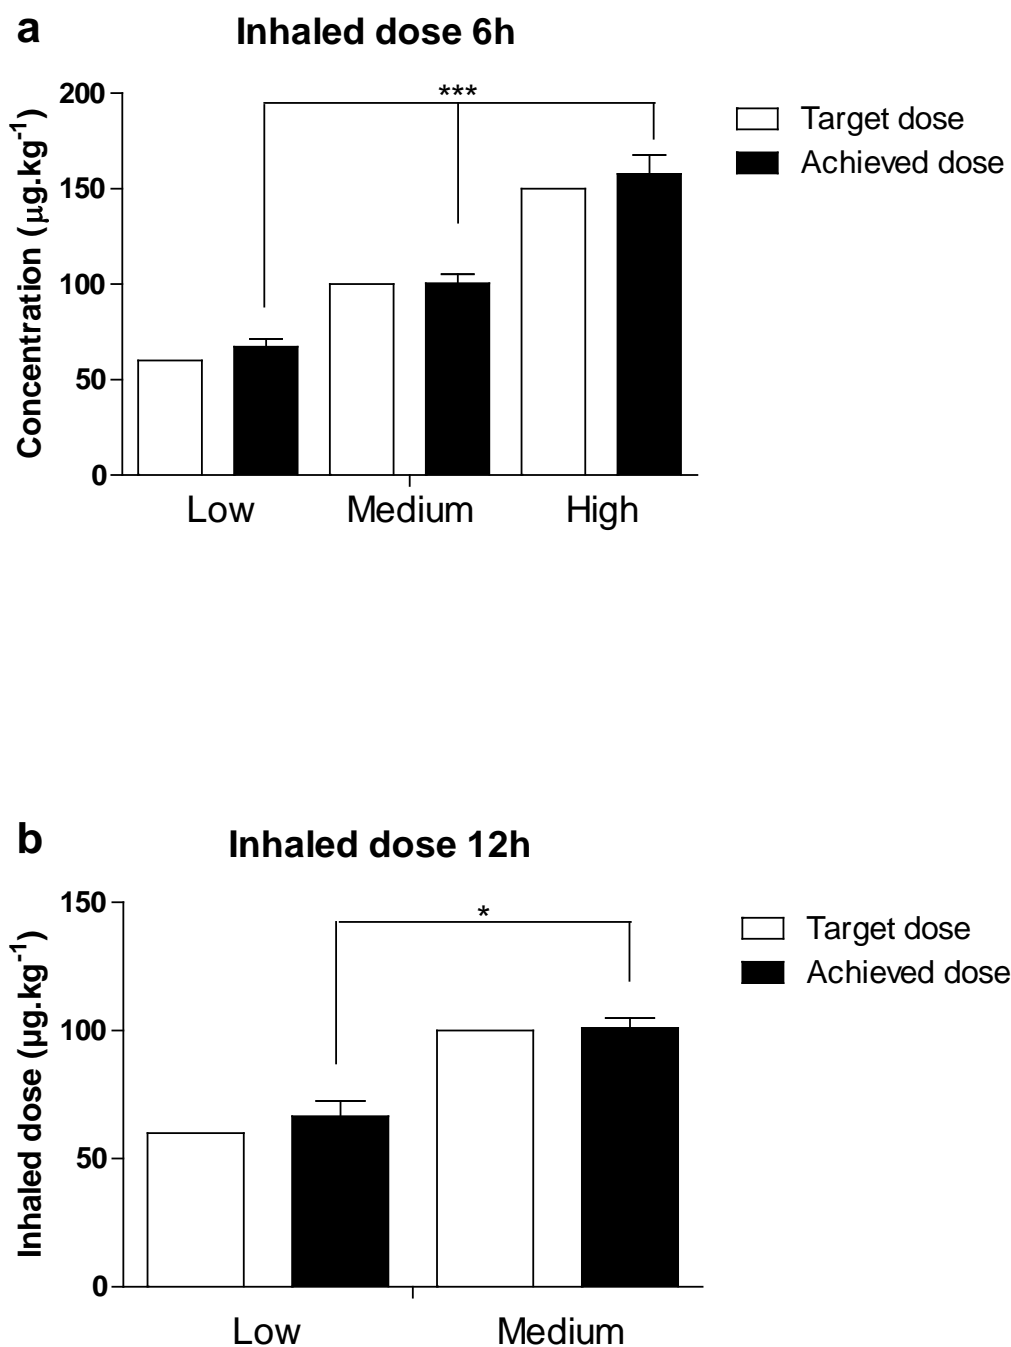 a
Inhaled dose 6h
***
200
150
100
50
0
Concentration (μg.kg⁻¹)
Low Medium High
Target dose
Achieved dose
b
Inhaled dose 12h
*
150
100
50
0
Inhaled dose (µg.kg⁻¹)
Low Medium
Target dose
Achieved dose